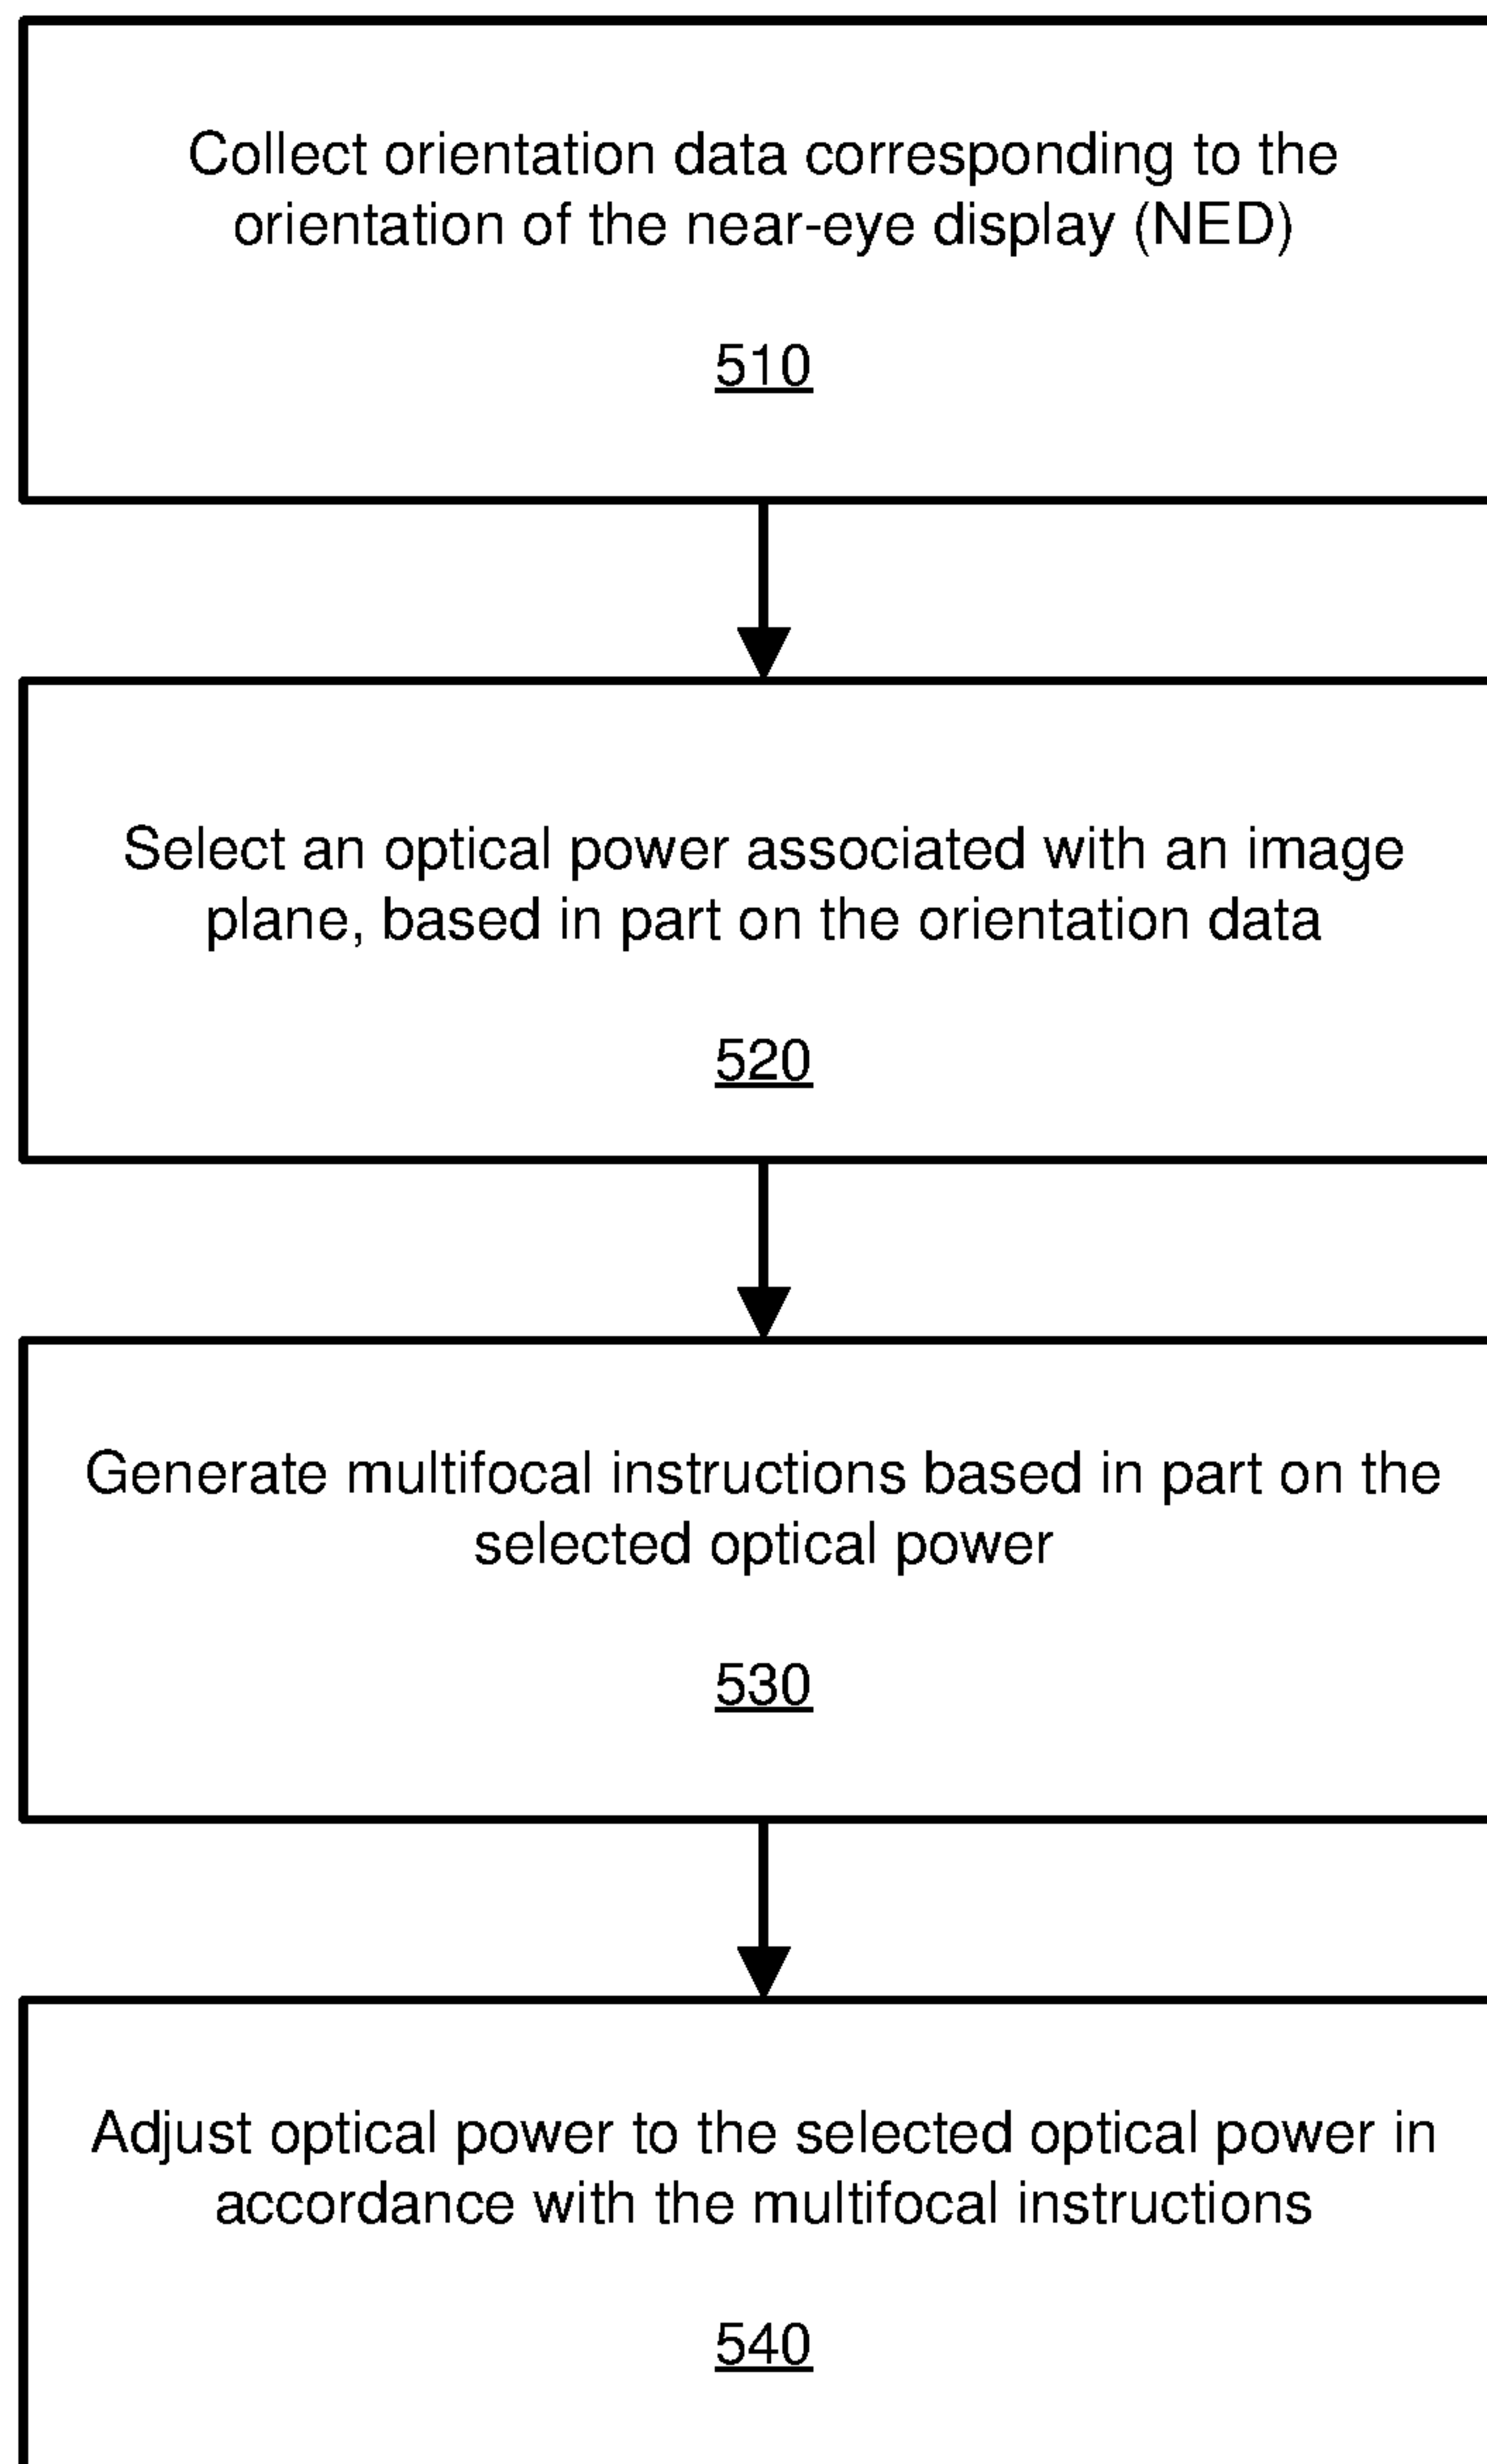 Collect orientation data corresponding to the
orientation of the near-eye display (NED)
510
Select an optical power associated with an image
plane, based in part on the orientation data
520
Generate multifocal instructions based in part on the
selected optical power
530
Adjust optical power to the selected optical power in
accordance with the multifocal instructions
540